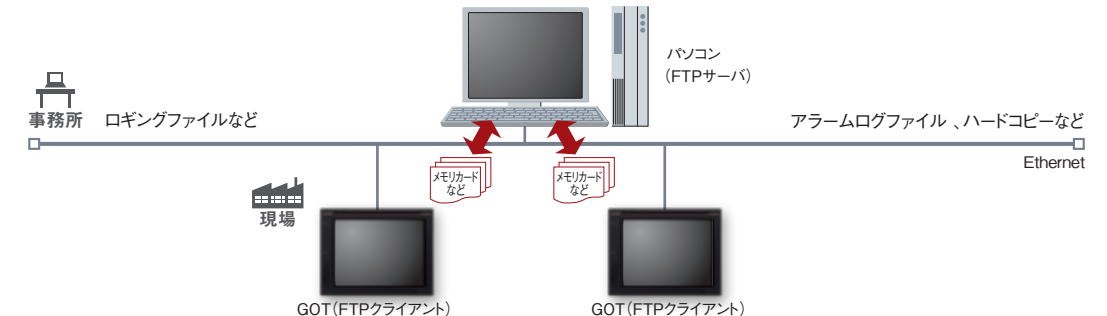 パソコン
（FTPサーバ）
事務所
ロギングファイルなど
アラームログファイル 、ハードコピーなど
Ethernet
メモリカード
など
メモリカード
など
現場
GOT（FTPクライアント）
GOT（FTPクライアント）